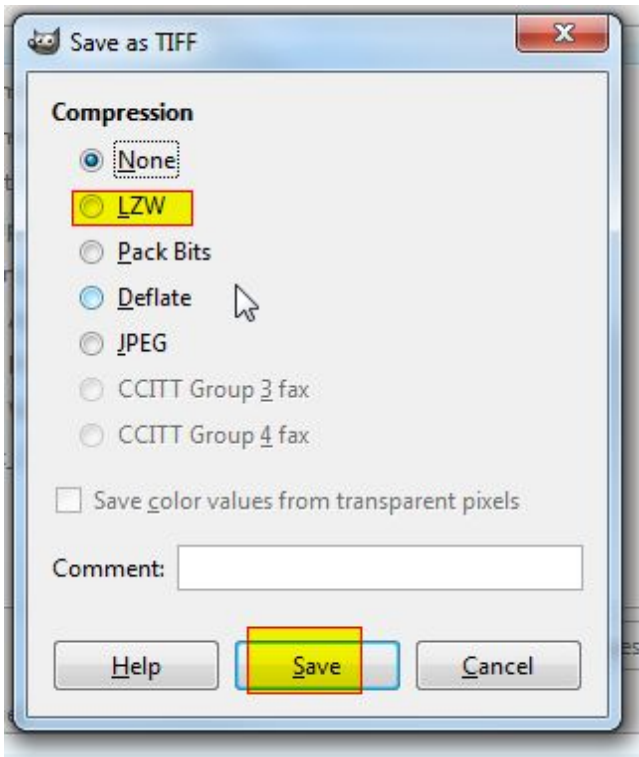 Save as TIFF
Compression
None
LZW
Pack Bits
Deflate
JPEG
CCITT Group 3 fax
CCITT Group 4 fax
Save color values from transparent pixels
Comment:
Help Save Cancel